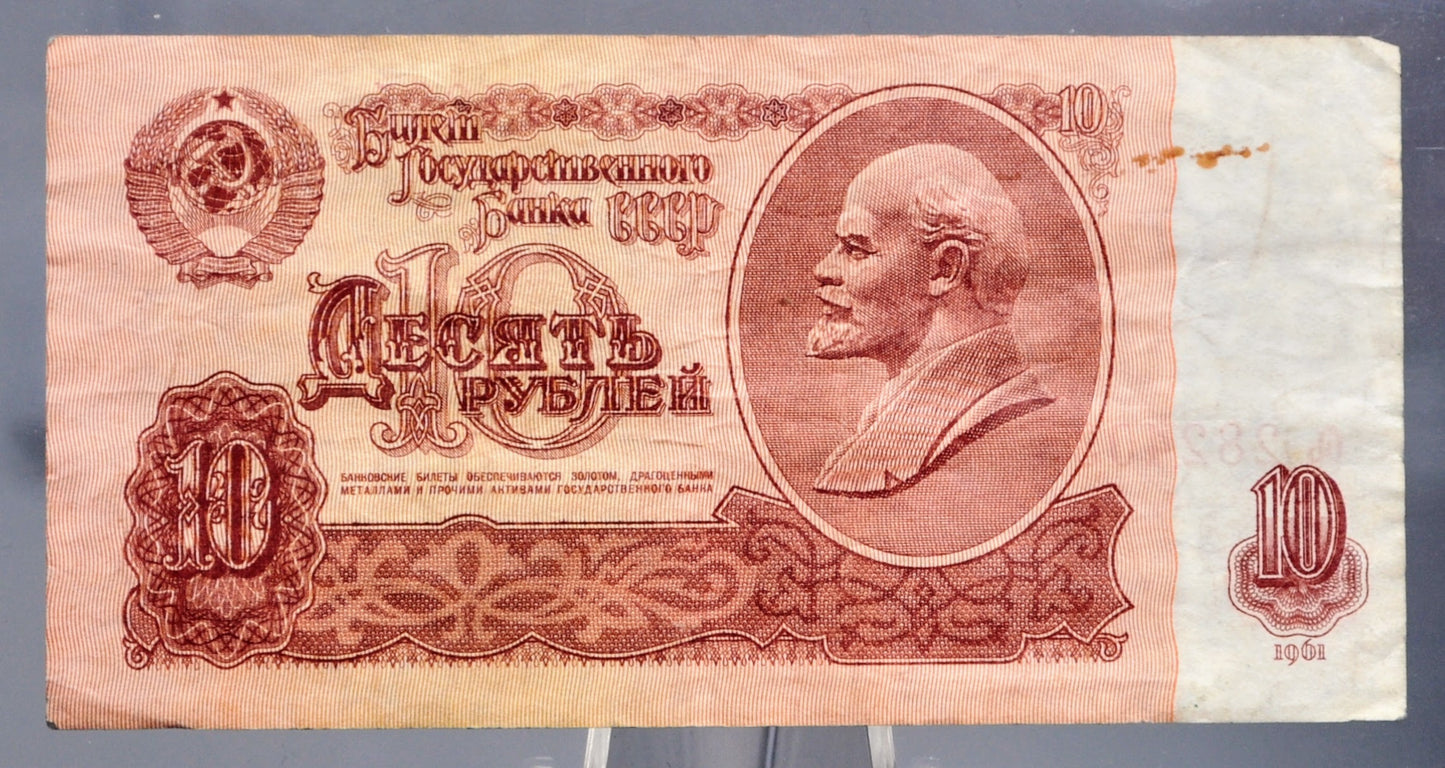 Билет
Государственного
Банка СССР
10
10
Десять
рублей
БАНКОВСКИЕ БИЛЕТЫ ОБЕСПЕЧИВАЮТСЯ ЗОЛОТОМ, ДРАГОЦЕННЫМИ
МЕТАЛЛАМИ И ПРОЧИМИ АКТИВАМИ ГОСУДАРСТВЕННОГО БАНКА
10
10
1961